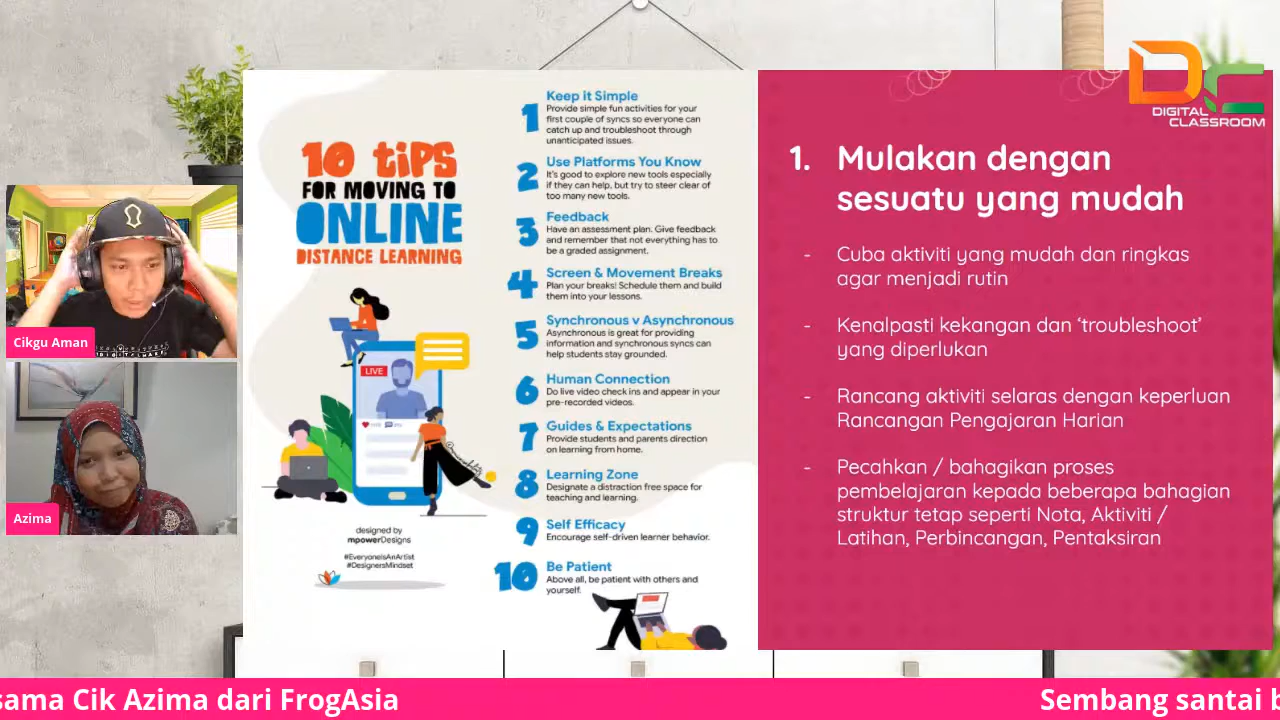 DC
DIGITAL
CLASSROOM
Cikgu Aman
Azima
10 TIPS
FOR MOVING TO
ONLINE
DISTANCE LEARNING
LIVE
designed by
mpowerDesigns
#EveryoneIsAnArtist
#DesignersMindset
1 Keep it Simple
Provide simple fun activities for your
first couple of syncs so everyone can
catch up and troubleshoot through
unanticipated issues.
2 Use Platforms You Know
It's good to explore new tools especially
if they can help, but try to steer clear of
too many new tools.
3 Feedback
Have an assessment plan. Give feedback
and remember that not everything has to
be a graded assignment.
4 Screen & Movement Breaks
Plan your breaks! Schedule them and build
them into your lessons.
5 Synchronous v Asynchronous
Asynchronous is great for providing
information and synchronous syncs can
help students stay grounded.
6 Human Connection
Do live video check ins and appear in your
pre-recorded videos.
7 Guides & Expectations
Provide students and parents direction
on learning from home.
8 Learning Zone
Designate a distraction free space for
teaching and learning.
9 Self Efficacy
Encourage self-driven learner behavior.
10 Be Patient
Above all, be patient with others and
yourself.
1. Mulakan dengan
sesuatu yang mudah
- Cuba aktiviti yang mudah dan ringkas
agar menjadi rutin
- Kenalpasti kekangan dan ‘troubleshoot’
yang diperlukan
- Rancang aktiviti selaras dengan keperluan
Rancangan Pengajaran Harian
- Pecahkan / bahagikan proses
pembelajaran kepada beberapa bahagian
struktur tetap seperti Nota, Aktiviti /
Latihan, Perbincangan, Pentaksiran
sama Cik Azima dari FrogAsia
Sembang santai b